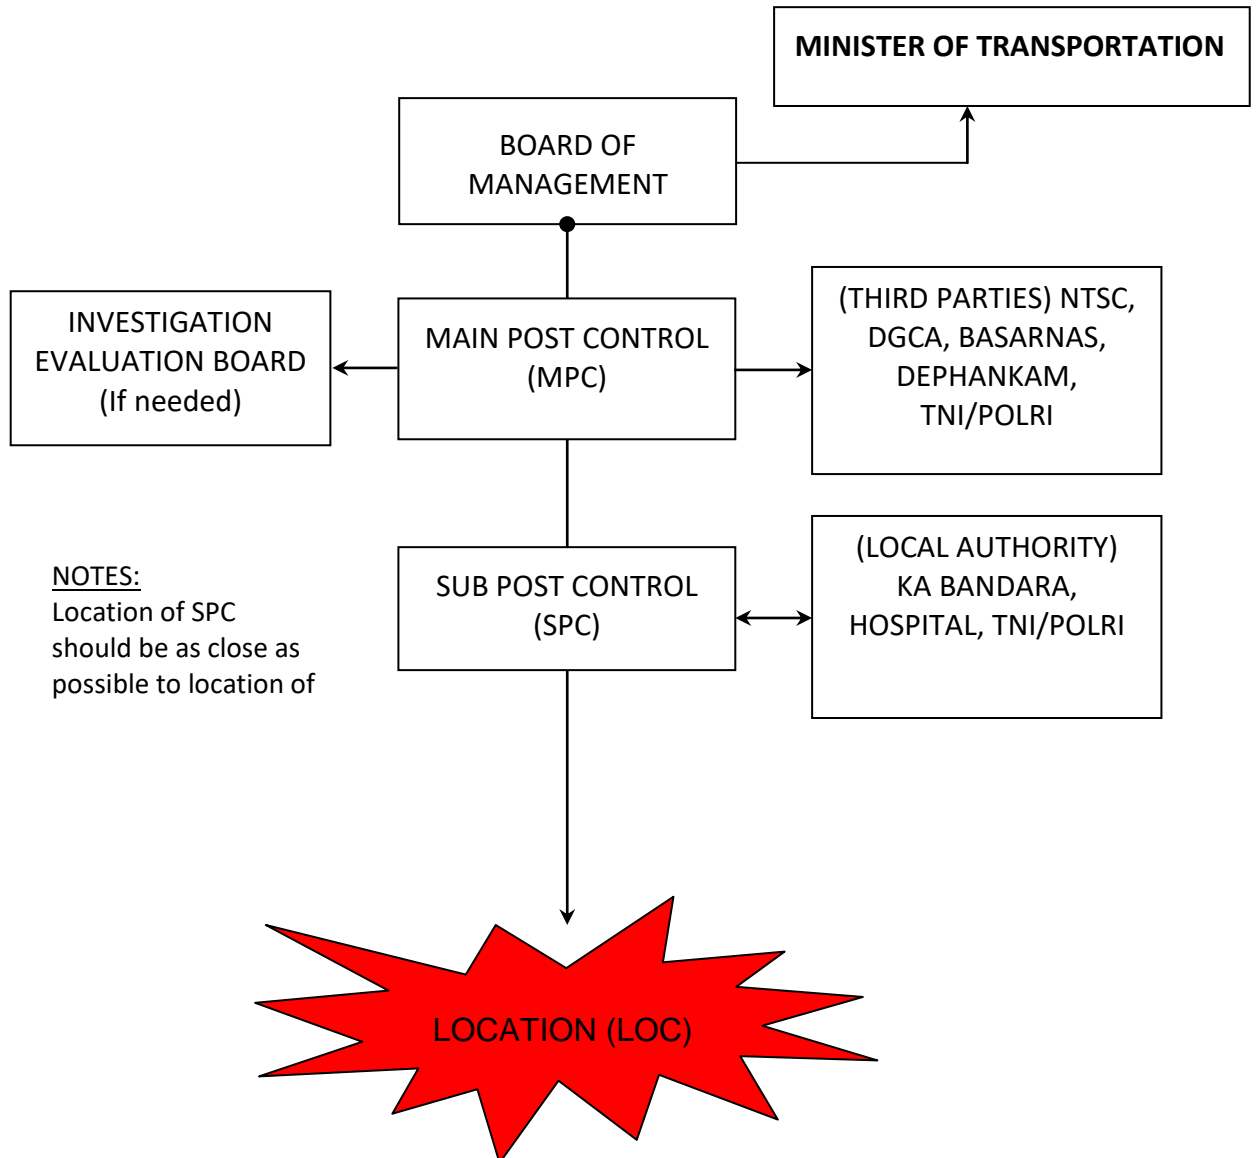 MINISTER OF TRANSPORTATION
BOARD OF
MANAGEMENT
INVESTIGATION
EVALUATION BOARD
(If needed)
MAIN POST CONTROL
(MPC)
(THIRD PARTIES) NTSC,
DGCA, BASARNAS,
DEPHANKAM,
TNI/POLRI
NOTES:
Location of SPC
should be as close as
possible to location of
SUB POST CONTROL
(SPC)
(LOCAL AUTHORITY)
KA BANDARA,
HOSPITAL, TNI/POLRI
LOCATION (LOC)